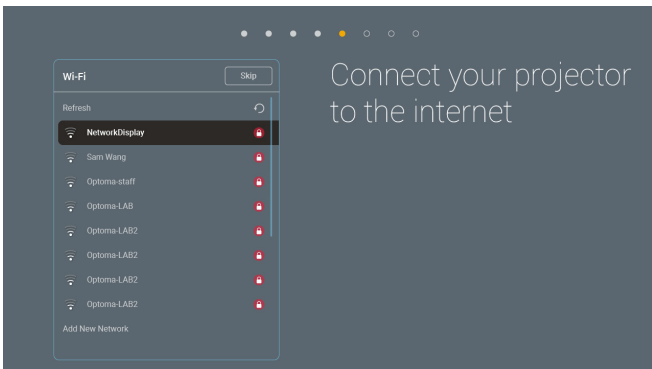 Wi-Fi
Skip
Refresh
NetworkDisplay
Sam Wang
Optoma-staff
Optoma-LAB
Optoma-LAB2
Optoma-LAB2
Optoma-LAB2
Optoma-LAB2
Add New Network
Connect your projector
to the internet